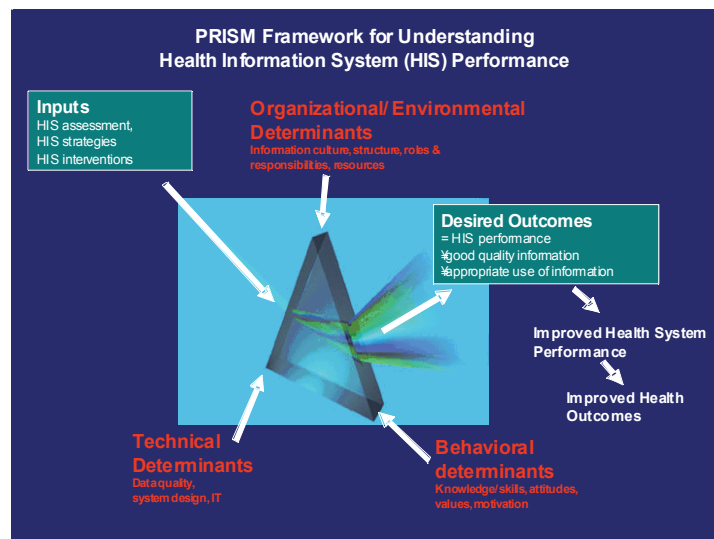 PRISM Framework for Understanding
Health Information System (HIS) Performance
Inputs
HIS assessment,
HIS strategies
HIS interventions
Organizational/Environmental
Determinants
Information culture, structure, roles &
responsibilities, resources
Desired Outcomes
= HIS performance
¥good quality information
¥appropriate use of information
Improved Health System
Performance
Improved Health
Outcomes
Technical
Determinants
Data quality,
system design, IT
Behavioral
determinants
Knowledge/skills, attitudes,
values, motivation